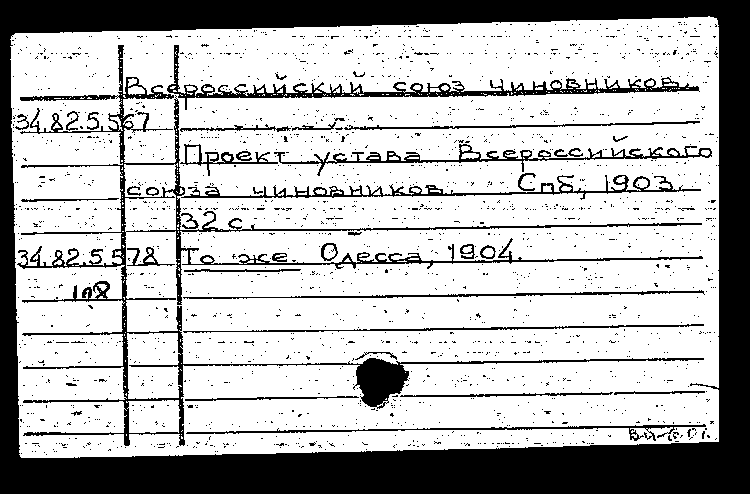 Всероссийский союз чиновников.
34.82.5.567
Проект устава Всероссийского
союза чиновников. Спб., 1903.
32 с.
34.82.5.578 То же. Одесса, 1904.